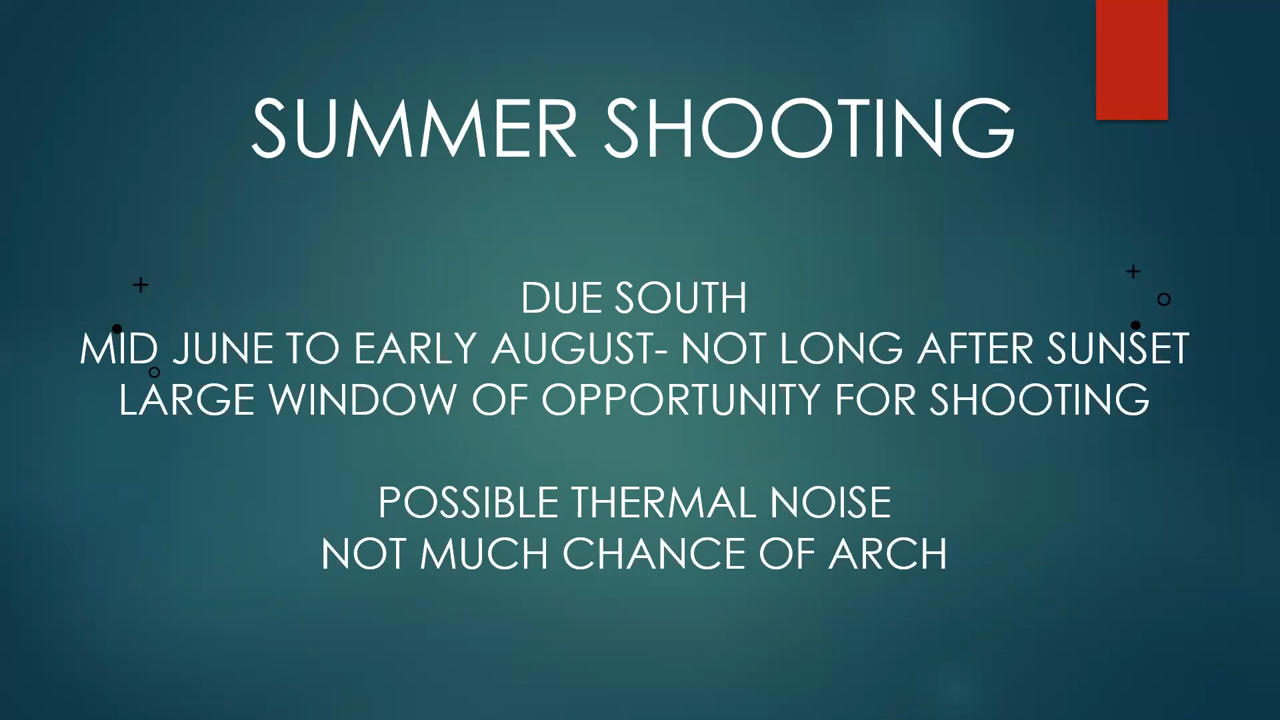 SUMMER SHOOTING
DUE SOUTH
MID JUNE TO EARLY AUGUST- NOT LONG AFTER SUNSET
LARGE WINDOW OF OPPORTUNITY FOR SHOOTING
POSSIBLE THERMAL NOISE
NOT MUCH CHANCE OF ARCH